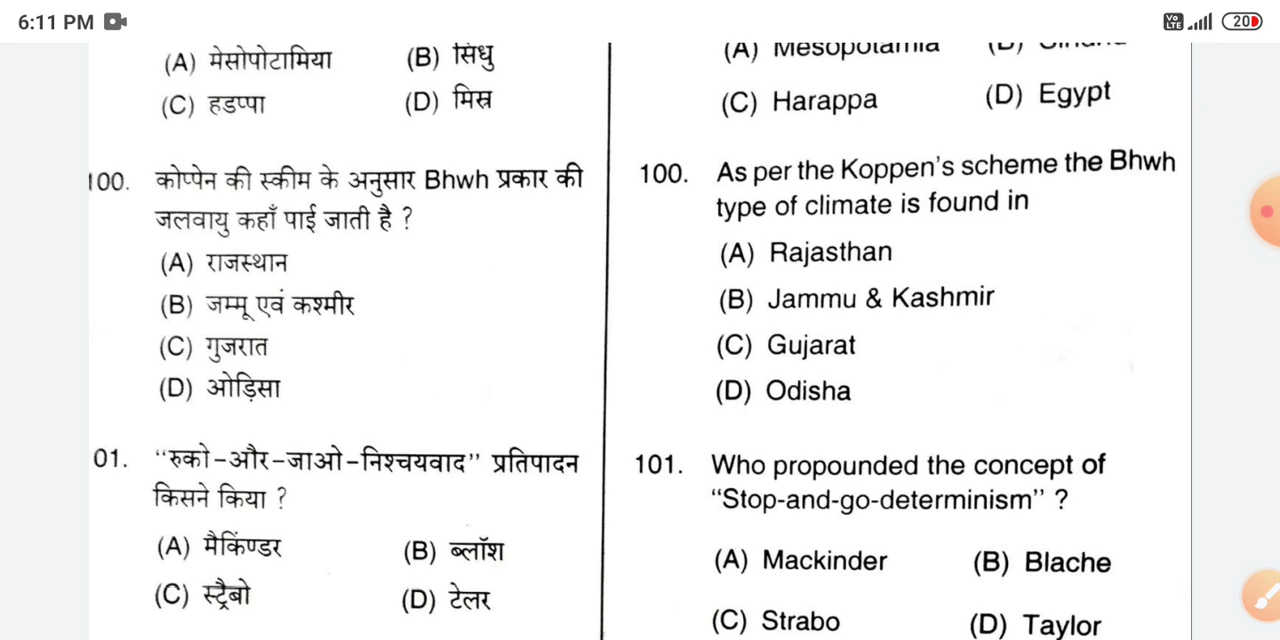 6:11 PM
Vo LTE
20
(A) मेसोपोटामिया (B) सिंधु
(C) हडप्पा (D) मिस्र
100. कोप्पेन की स्कीम के अनुसार Bhwh प्रकार की
जलवायु कहाँ पाई जाती है ?
(A) राजस्थान
(B) जम्मू एवं कश्मीर
(C) गुजरात
(D) ओड़िसा
01. “रुको-और-जाओ-निश्चयवाद” प्रतिपादन
किसने किया ?
(A) मैकिंण्डर (B) ब्लॉश
(C) स्ट्रैबो (D) टेलर
(A) Mesopotamia (B)
(C) Harappa (D) Egypt
100. As per the Koppen's scheme the Bhwh
type of climate is found in
(A) Rajasthan
(B) Jammu & Kashmir
(C) Gujarat
(D) Odisha
101. Who propounded the concept of
“Stop-and-go-determinism” ?
(A) Mackinder (B) Blache
(C) Strabo (D) Taylor